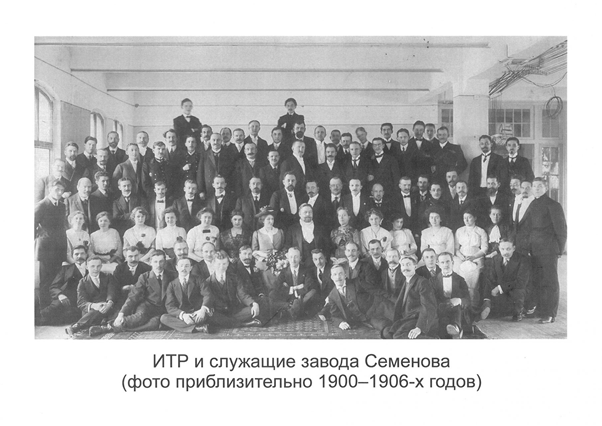 ИТР и служащие завода Семенова
(фото приблизительно 1900–1906-х годов)